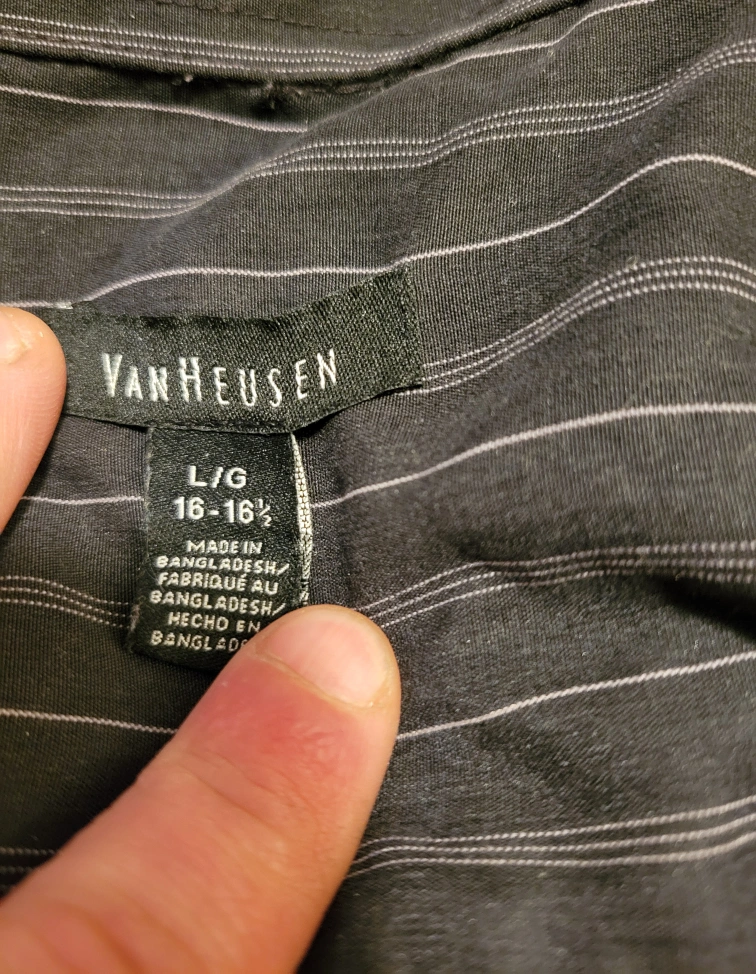 VANHEUSEN
L/G
16-16½
MADE IN
BANGLADESH/
FABRIQUÉ AU
BANGLADESH/
HECHO EN